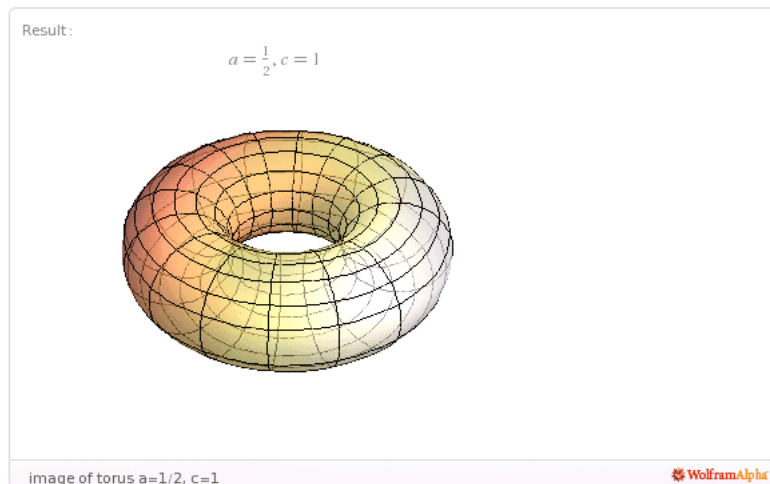 Result:
a = 1/2, c = 1
image of torus a=1/2, c=1
WolframAlpha